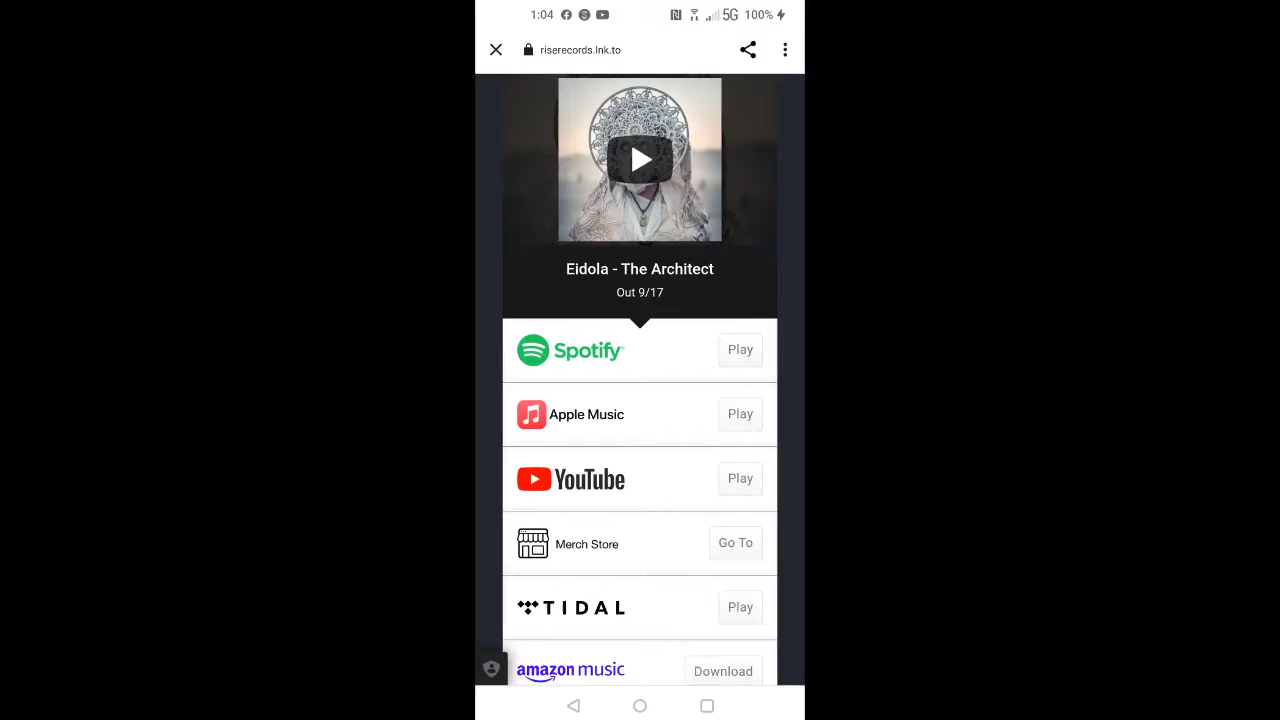 1:04 5G 100%
riserecords.lnk.to
Eidola - The Architect
Out 9/17
Spotify Play
Apple Music Play
YouTube Play
Merch Store Go To
TIDAL Play
amazon music Download